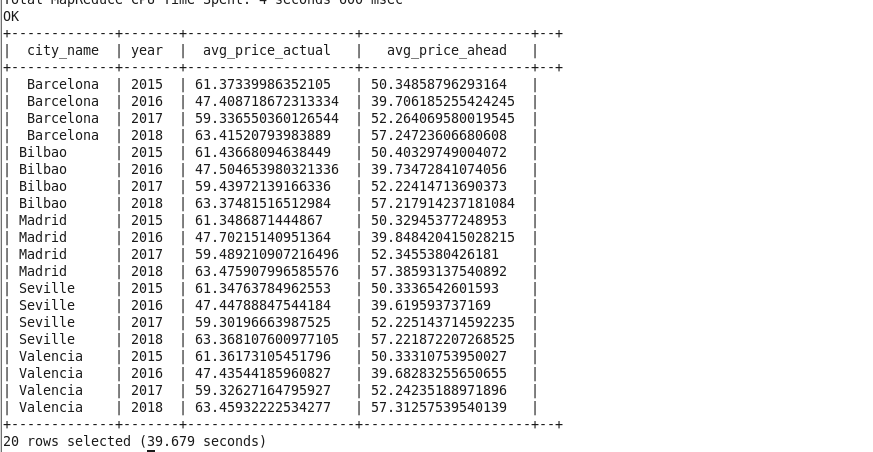 Total MapReduce CPU Time Spent: 4 seconds 660 msec
OK
+-------------+-------+---------------------+---------------------+--+
|  city_name  | year  |  avg_price_actual   |   avg_price_ahead   |
+-------------+-------+---------------------+---------------------+--+
|  Barcelona  | 2015  | 61.37339986352105   | 50.34858796293164   |
|  Barcelona  | 2016  | 47.408718672313334  | 39.706185255424245  |
|  Barcelona  | 2017  | 59.336550360126544  | 52.264069580019545  |
|  Barcelona  | 2018  | 63.41520793983889   | 57.24723606680608   |
| Bilbao      | 2015  | 61.43668094638449   | 50.40329749004072   |
| Bilbao      | 2016  | 47.504653980321336  | 39.73472841074056   |
| Bilbao      | 2017  | 59.43972139166336   | 52.22414713690373   |
| Bilbao      | 2018  | 63.37481516512984   | 57.217914237181084  |
| Madrid      | 2015  | 61.3486871444867    | 50.32945377248953   |
| Madrid      | 2016  | 47.70215140951364   | 39.848420415028215  |
| Madrid      | 2017  | 59.489210907216496  | 52.3455380426181    |
| Madrid      | 2018  | 63.475907996585576  | 57.38593137540892   |
| Seville     | 2015  | 61.34763784962553   | 50.3336542601593    |
| Seville     | 2016  | 47.44788847544184   | 39.619593737169     |
| Seville     | 2017  | 59.30196663987525   | 52.225143714592235  |
| Seville     | 2018  | 63.368107600977105  | 57.221872207268525  |
| Valencia    | 2015  | 61.36173105451796   | 50.33310753950027   |
| Valencia    | 2016  | 47.43544185960827   | 39.68283255650655   |
| Valencia    | 2017  | 59.32627164795927   | 52.24235188971896   |
| Valencia    | 2018  | 63.45932222534277   | 57.31257539540139   |
+-------------+-------+---------------------+---------------------+--+
20 rows selected (39.679 seconds)